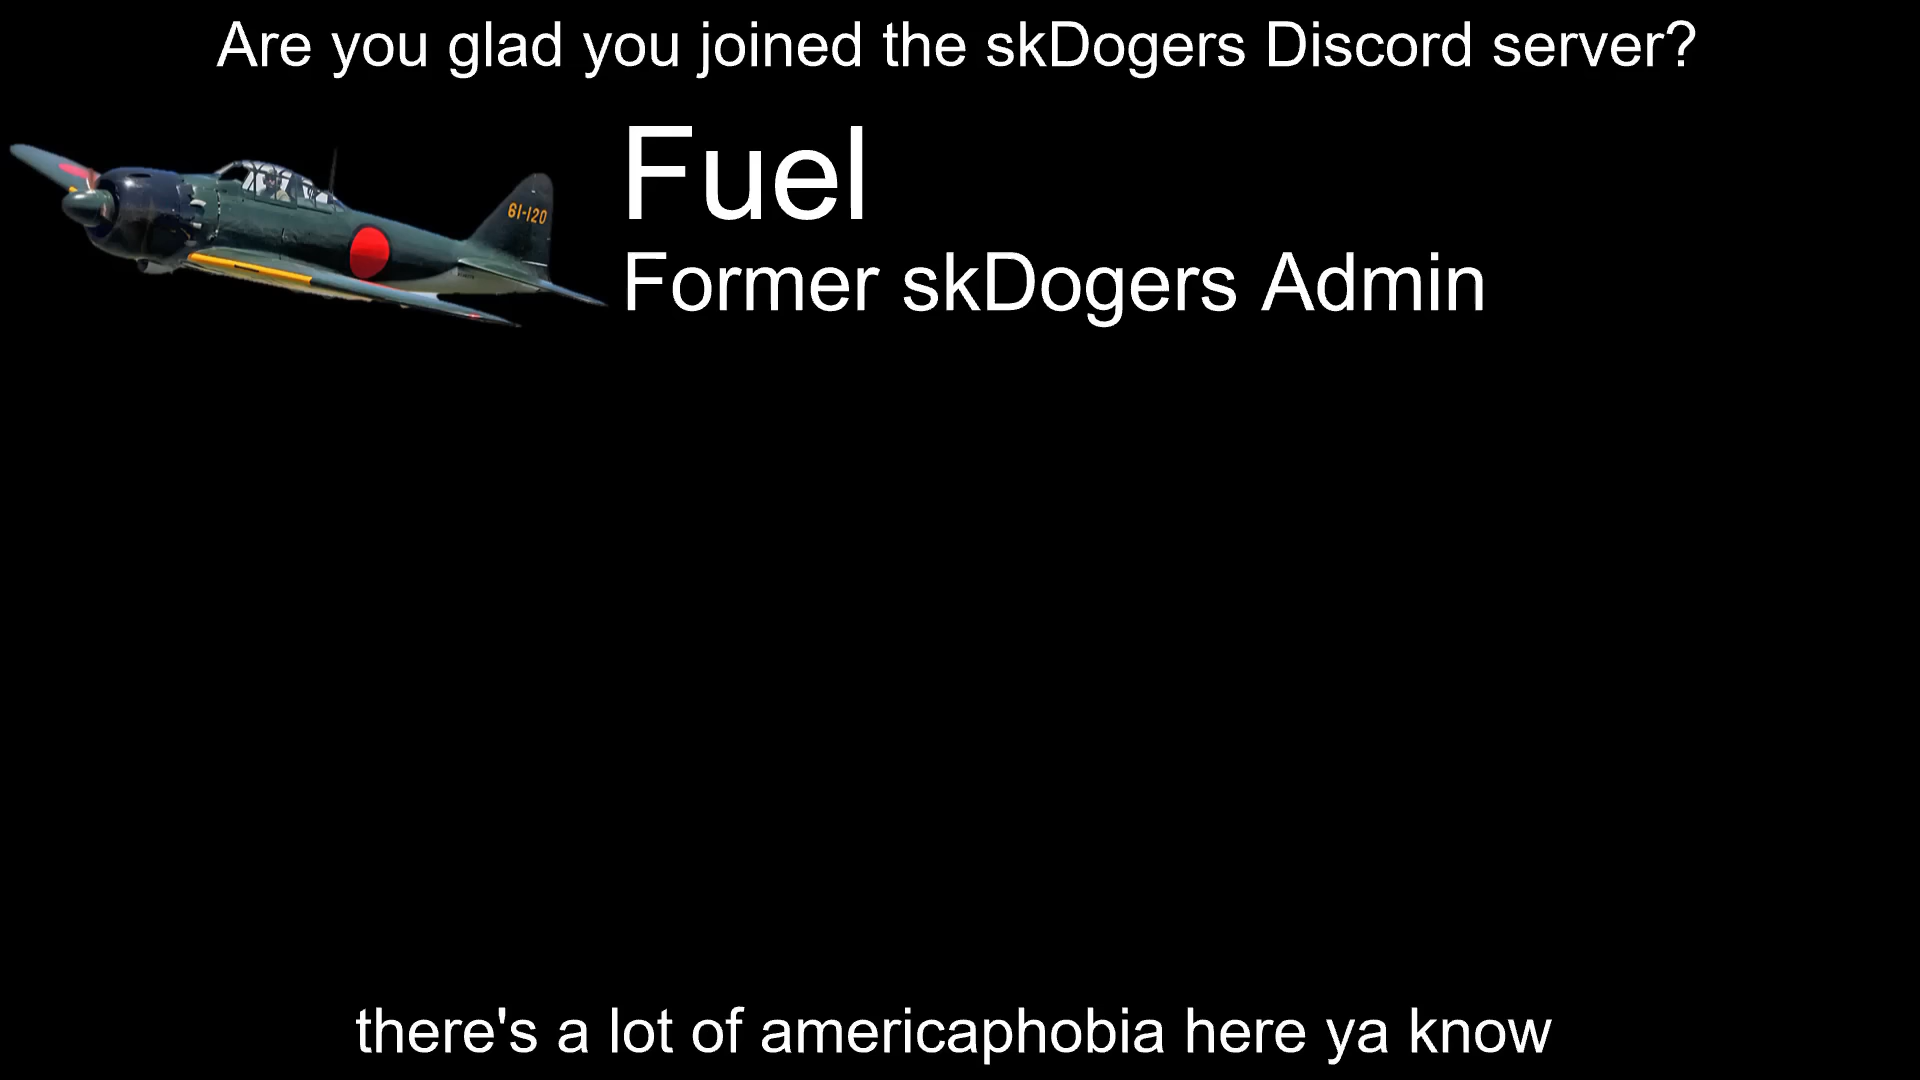 Are you glad you joined the skDogers Discord server?
Fuel
61-120
Former skDogers Admin
there's a lot of americaphobia here ya know